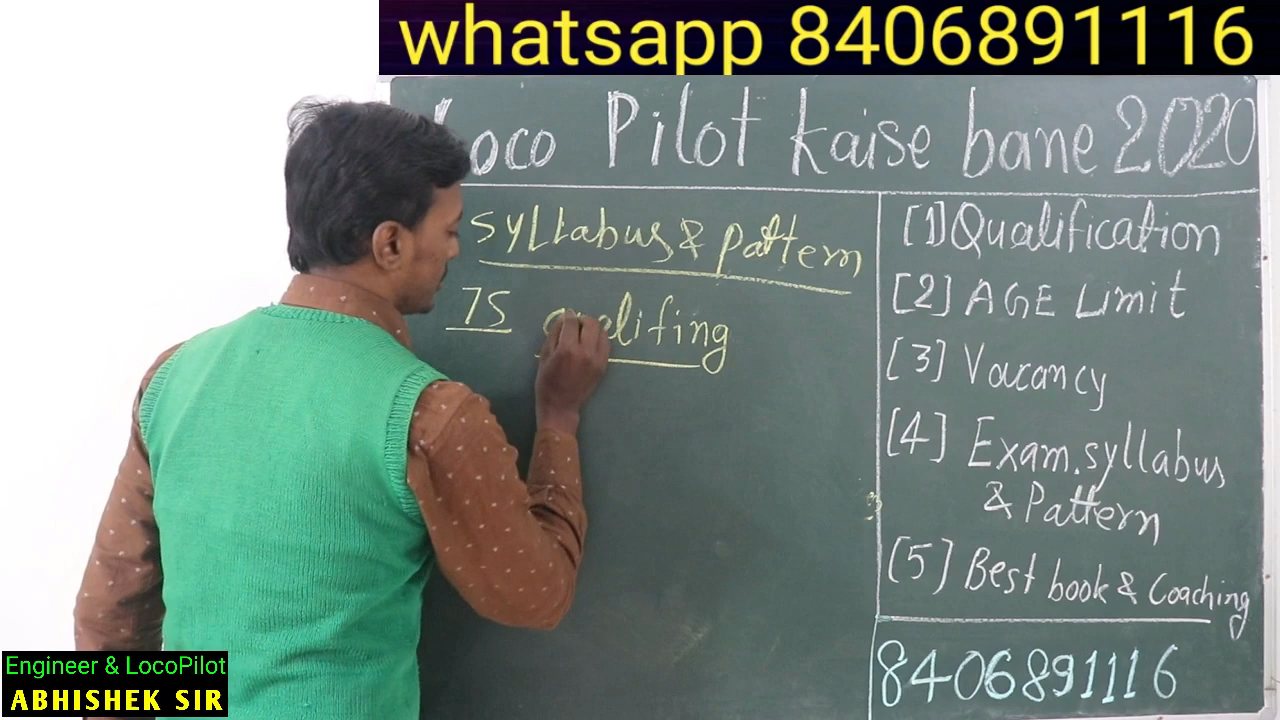 whatsapp 8406891116
Loco Pilot kaise bane 2020
syllabus & pattern
75 qualifing
[1] Qualification
[2] AGE Limit
[3] Vacancy
[4] Exam. syllabus
& Pattern
[5] Best book & Coaching
8406891116
Engineer & LocoPilot
ABHISHEK SIR